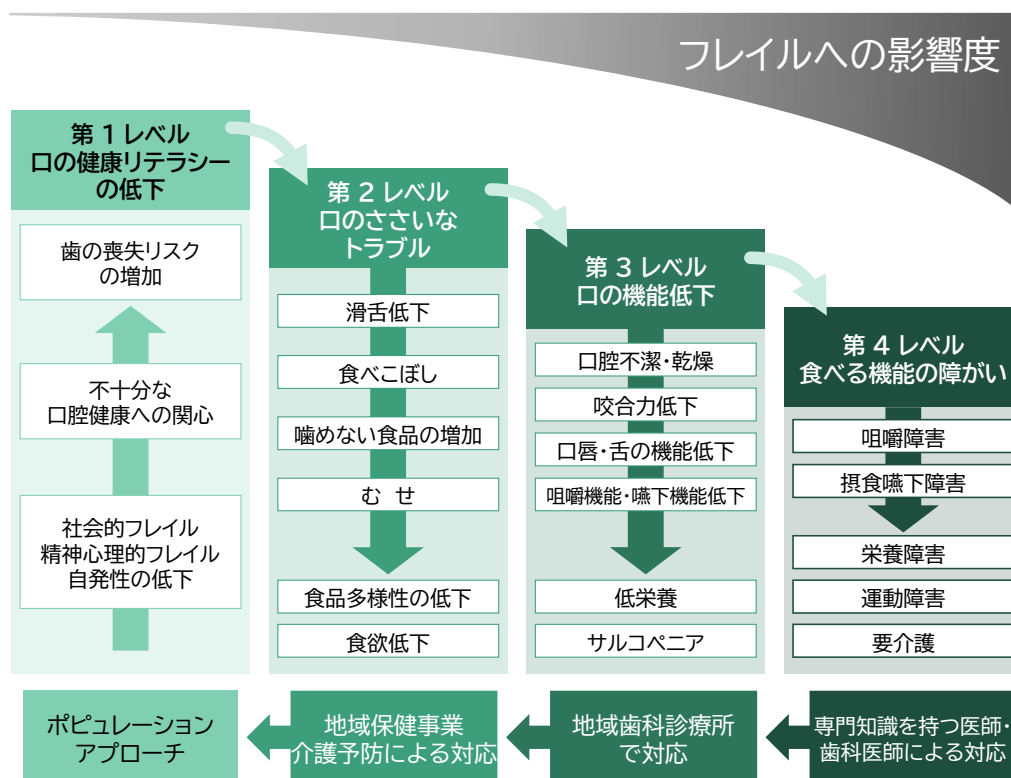 フレイルへの影響度
第 1 レベル
口の健康リテラシー
の低下
歯の喪失リスク
の増加
不十分な
口腔健康への関心
社会的フレイル
精神心理的フレイル
自発性の低下
ポピュレーション
アプローチ
第 2 レベル
口のささいな
トラブル
滑舌低下
食べこぼし
噛めない食品の増加
む せ
食品多様性の低下
食欲低下
地域保健事業
介護予防による対応
第 3 レベル
口の機能低下
口腔不潔・乾燥
咬合力低下
口唇・舌の機能低下
咀嚼機能・嚥下機能低下
低栄養
サルコペニア
地域歯科診療所
で対応
第 4 レベル
食べる機能の障がい
咀嚼障害
摂食嚥下障害
栄養障害
運動障害
要介護
専門知識を持つ医師・
歯科医師による対応